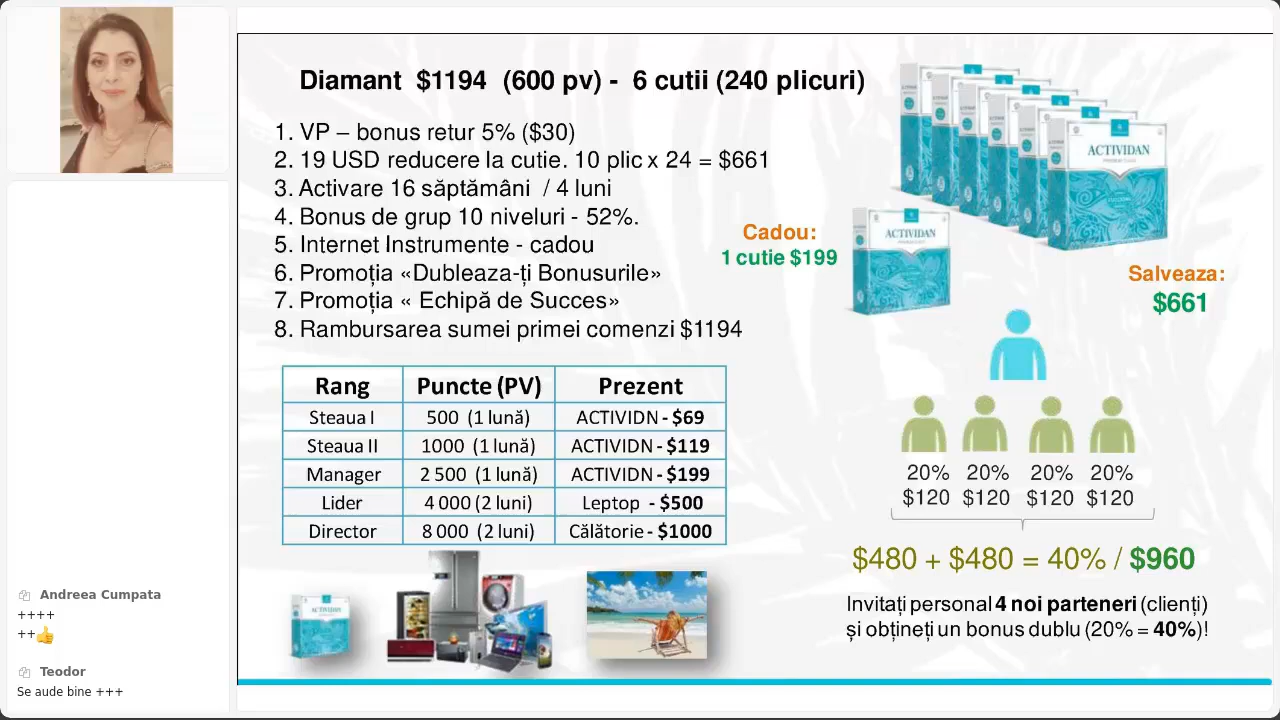 Diamant $1194 (600 pv) - 6 cutii (240 plicuri)
1. VP – bonus retur 5% ($30)
2. 19 USD reducere la cutie. 10 plic x 24 = $661
3. Activare 16 săptămâni / 4 luni
4. Bonus de grup 10 niveluri - 52%.
5. Internet Instrumente - cadou
6. Promoția «Dubleaza-ți Bonusurile»
7. Promoția « Echipă de Succes»
8. Rambursarea sumei primei comenzi $1194
ACTIVIDAN
Cadou:
1 cutie $199
ACTIVIDAN
Salveaza:
$661
Rang Puncte (PV) Prezent
Steaua I 500 (1 lună) ACTIVIDN - $69
Steaua II 1000 (1 lună) ACTIVIDN - $119
Manager 2 500 (1 lună) ACTIVIDN - $199
Lider 4 000 (2 luni) Leptop - $500
Director 8 000 (2 luni) Călătorie - $1000
20% 20% 20% 20%
$120 $120 $120 $120
$480 + $480 = 40% / $960
Invitați personal 4 noi parteneri (clienți)
și obțineți un bonus dublu (20% = 40%)!
ACTIVIDAN
Andreea Cumpata
++++
++👍
Teodor
Se aude bine +++